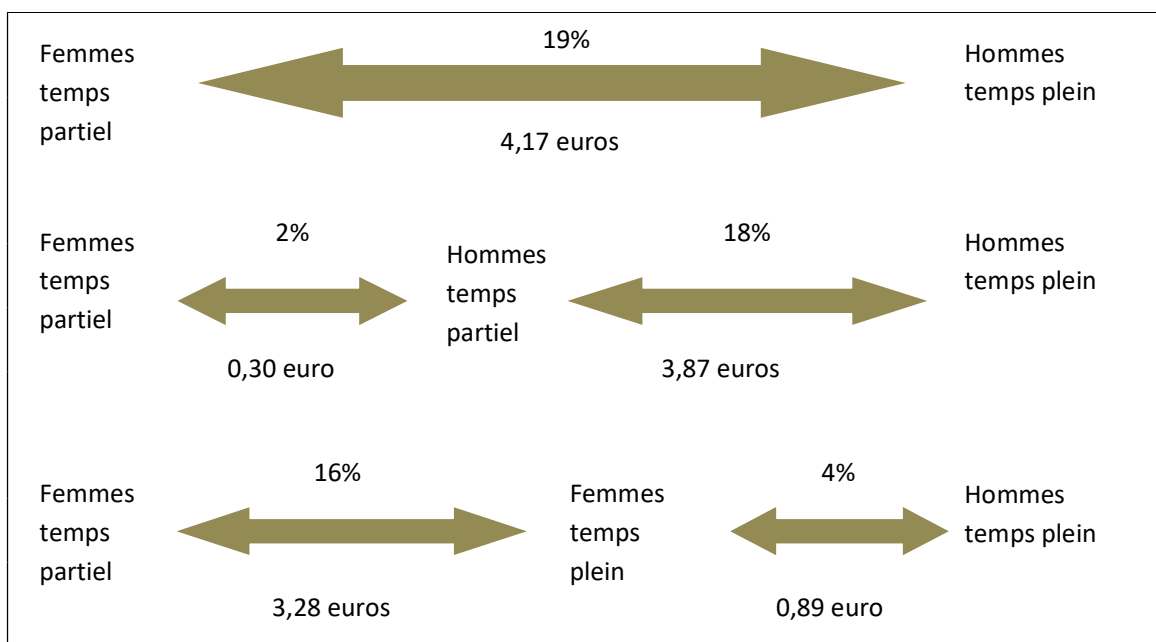 19%
Femmes
temps
partiel
Hommes
temps plein
4,17 euros
2%
18%
Femmes
temps
partiel
Hommes
temps
partiel
Hommes
temps plein
0,30 euro
3,87 euros
16%
4%
Femmes
temps
partiel
Femmes
temps
plein
Hommes
temps plein
3,28 euros
0,89 euro